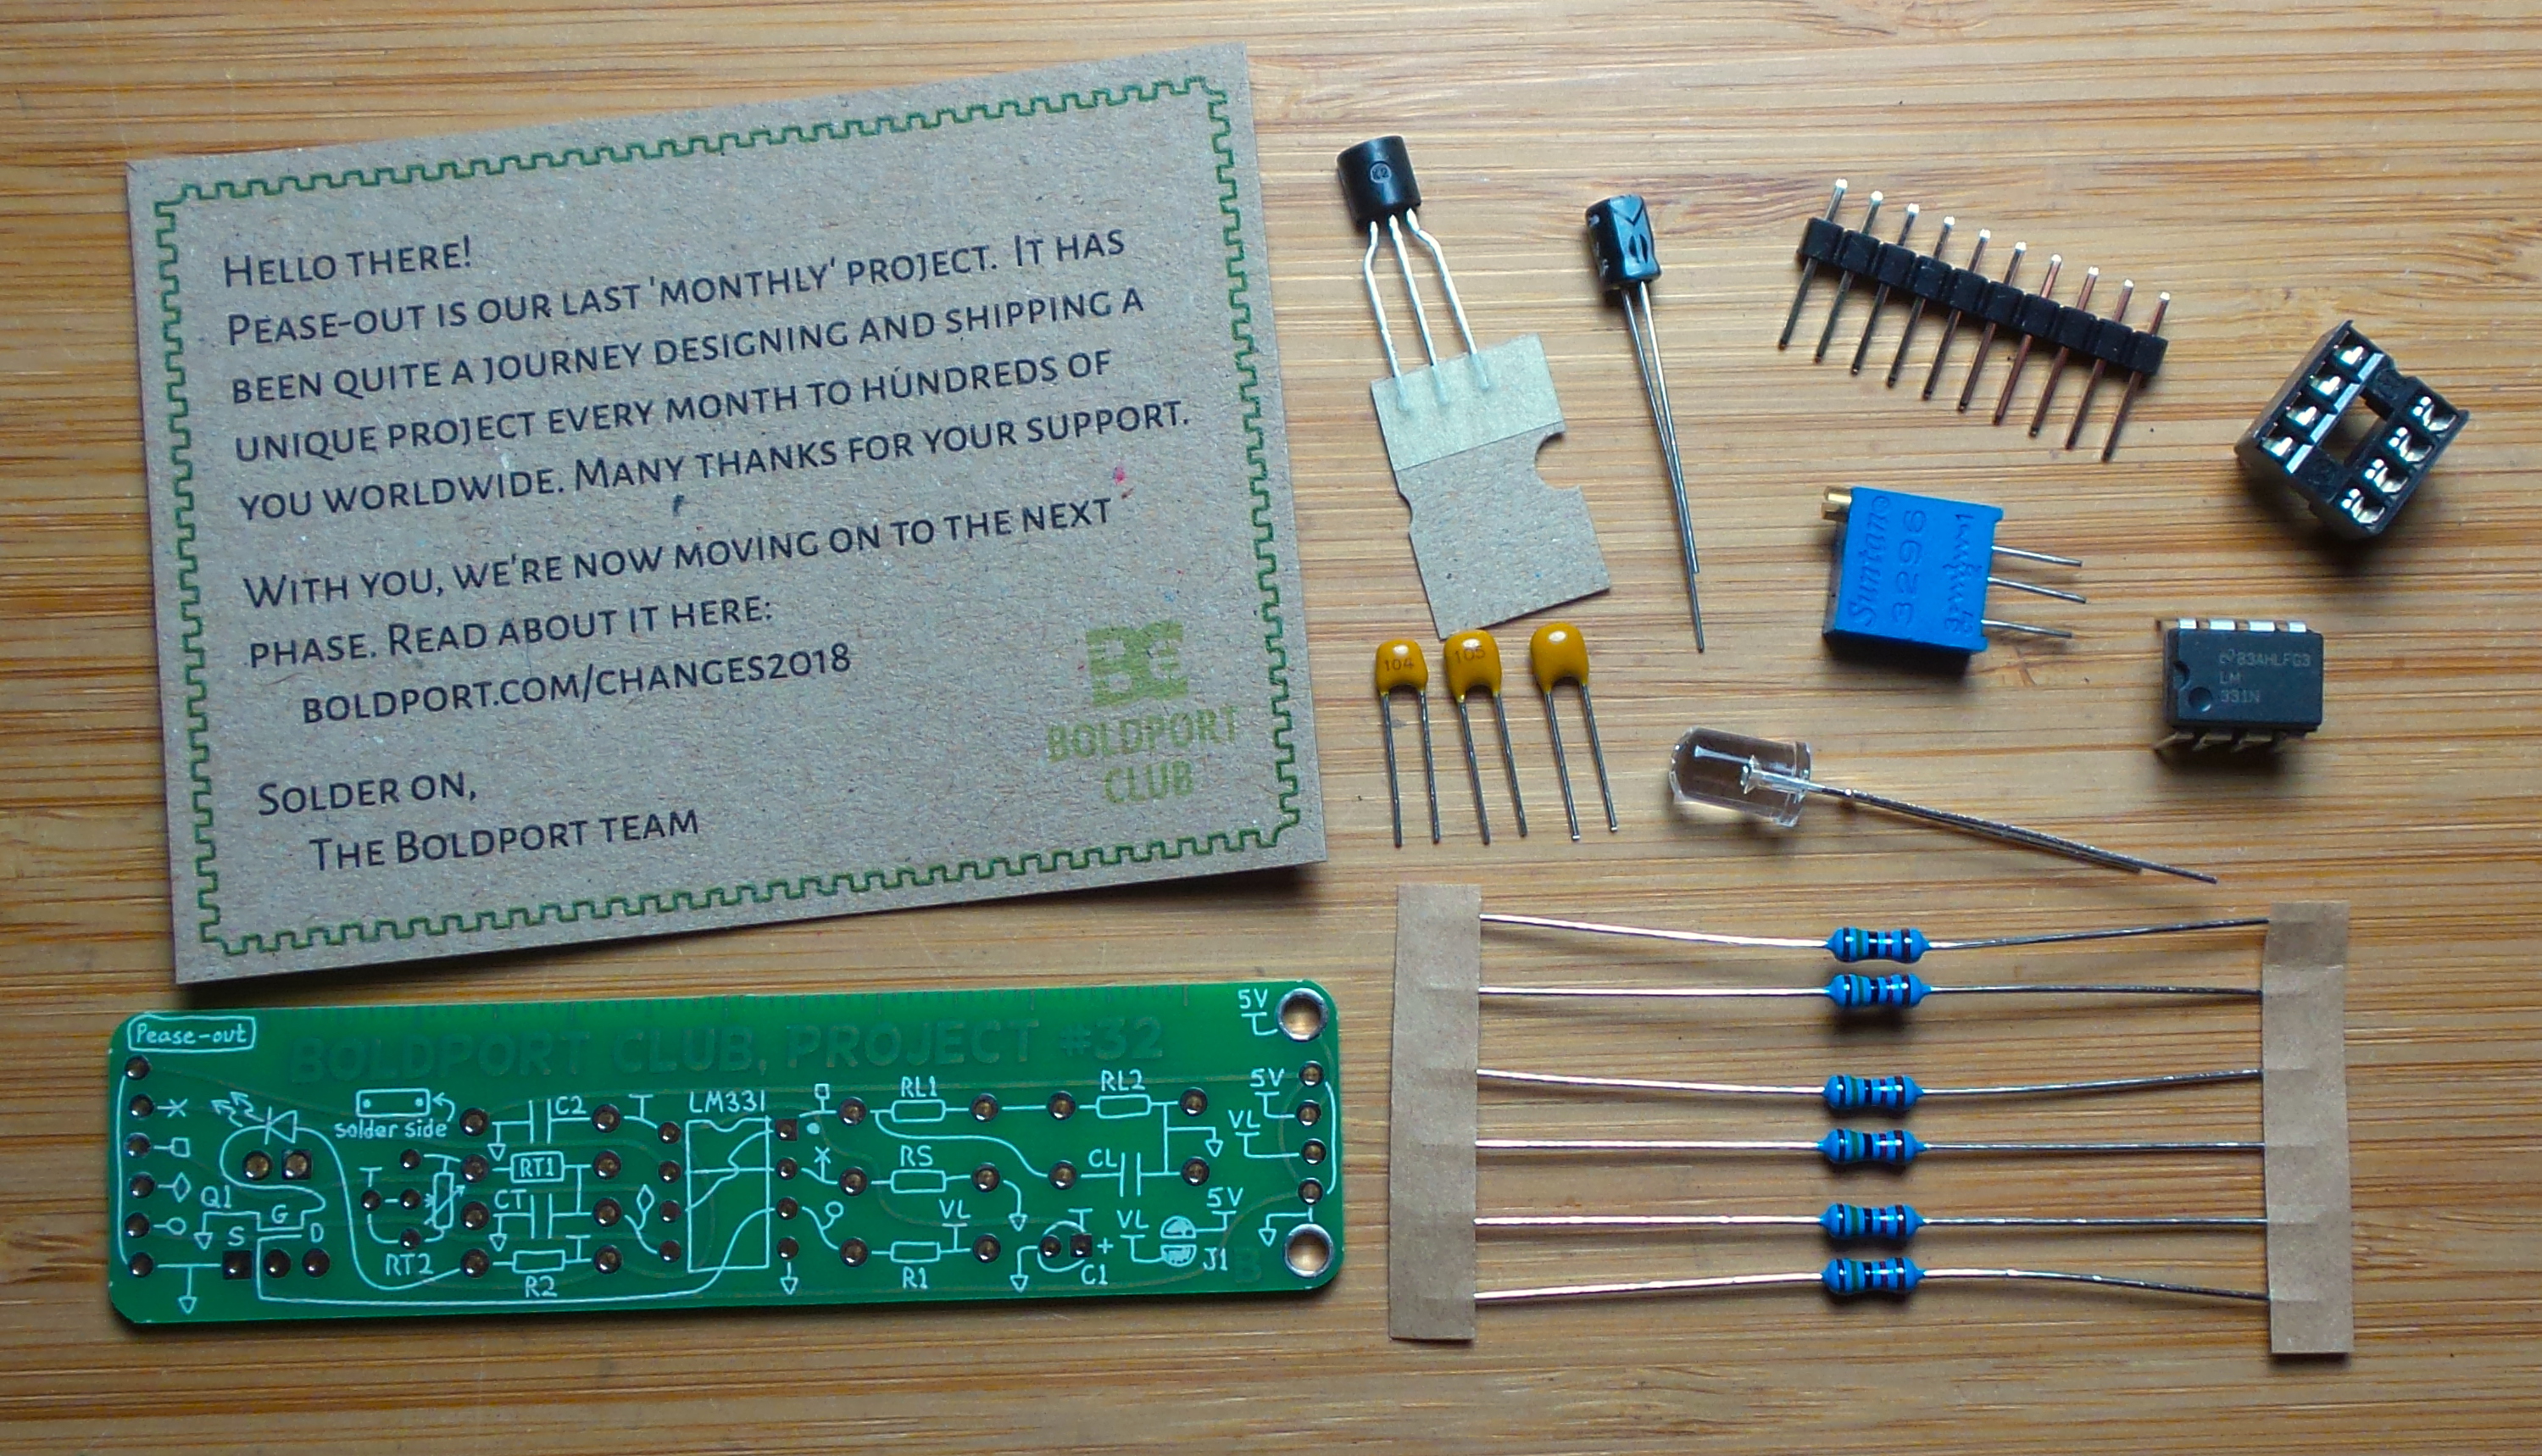 HELLO THERE!
PEASE-OUT IS OUR LAST 'MONTHLY' PROJECT. IT HAS
BEEN QUITE A JOURNEY DESIGNING AND SHIPPING A
UNIQUE PROJECT EVERY MONTH TO HUNDREDS OF
YOU WORLDWIDE. MANY THANKS FOR YOUR SUPPORT.
WITH YOU, WE'RE NOW MOVING ON TO THE NEXT
PHASE. READ ABOUT IT HERE:
BOLDPORT.COM/CHANGES2018
SOLDER ON,
THE BOLDPORT TEAM
BOLDPORT
CLUB
104
105
3296
83AHLFG3
LM
331N
Pease-out
BOLDPORT CLUB, PROJECT #32
5V
5V
VL
5V
solder side
C2
T
LM331
RL1
RL2
RT1
RS
CL
T
Q1
G
S
D
CT
VL
T
VL
RT2
T
R2
R1
+
C1
J1